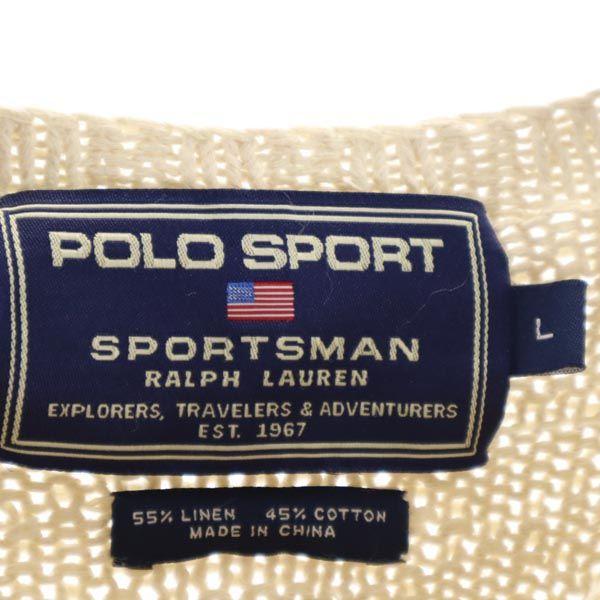 POLO SPORT
SPORTSMAN
RALPH LAUREN
EXPLORERS, TRAVELERS & ADVENTURERS
EST. 1967
L
55% LINEN 45% COTTON
MADE IN CHINA